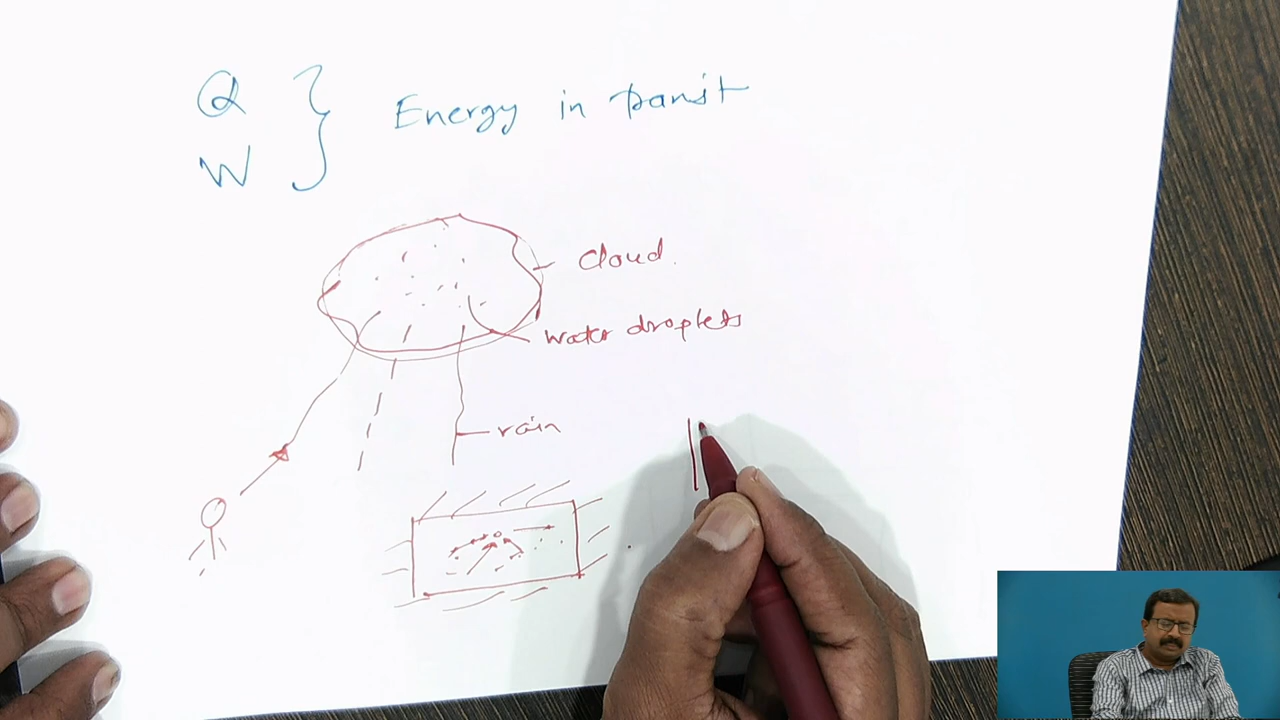 Q
W
Energy in transit
Cloud.
Water droplets
rain